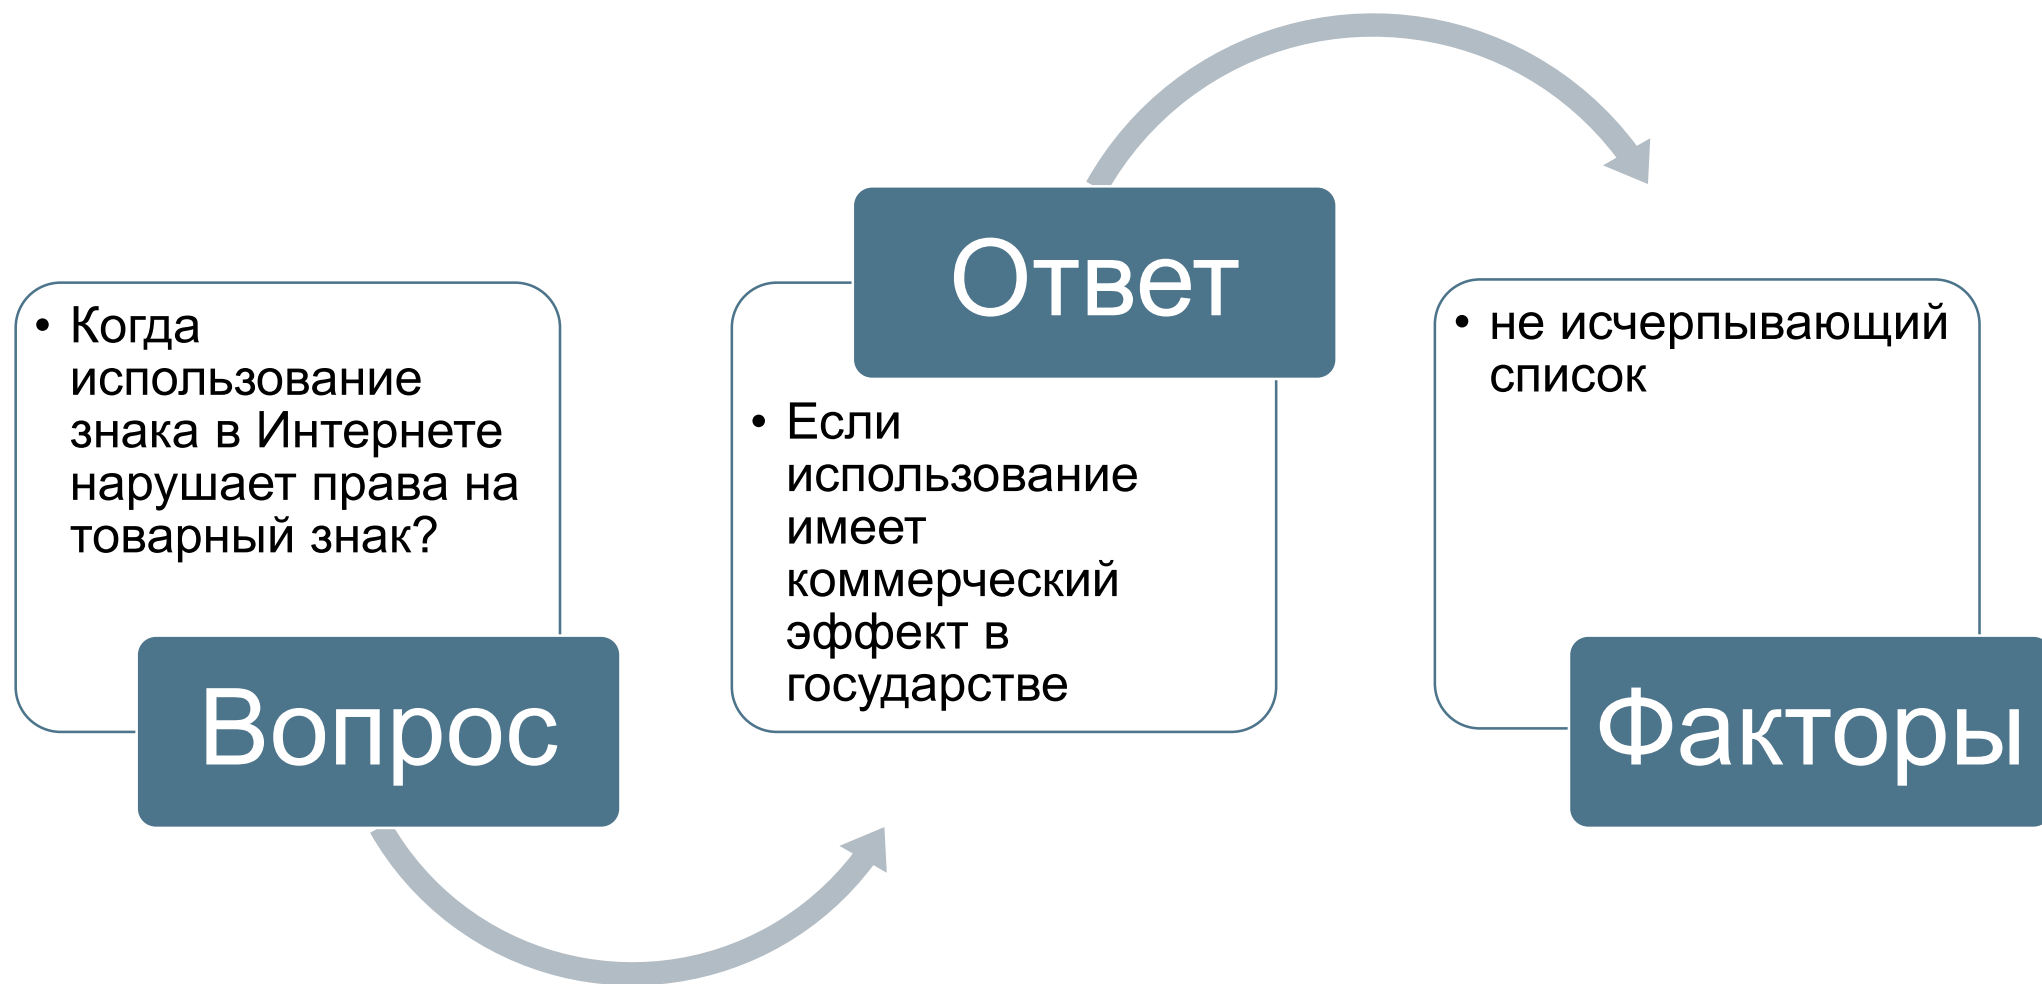 • Когда
использование
знака в Интернете
нарушает права на
товарный знак?
Вопрос
Ответ
• Если
использование
имеет
коммерческий
эффект в
государстве
• не исчерпывающий
список
Факторы